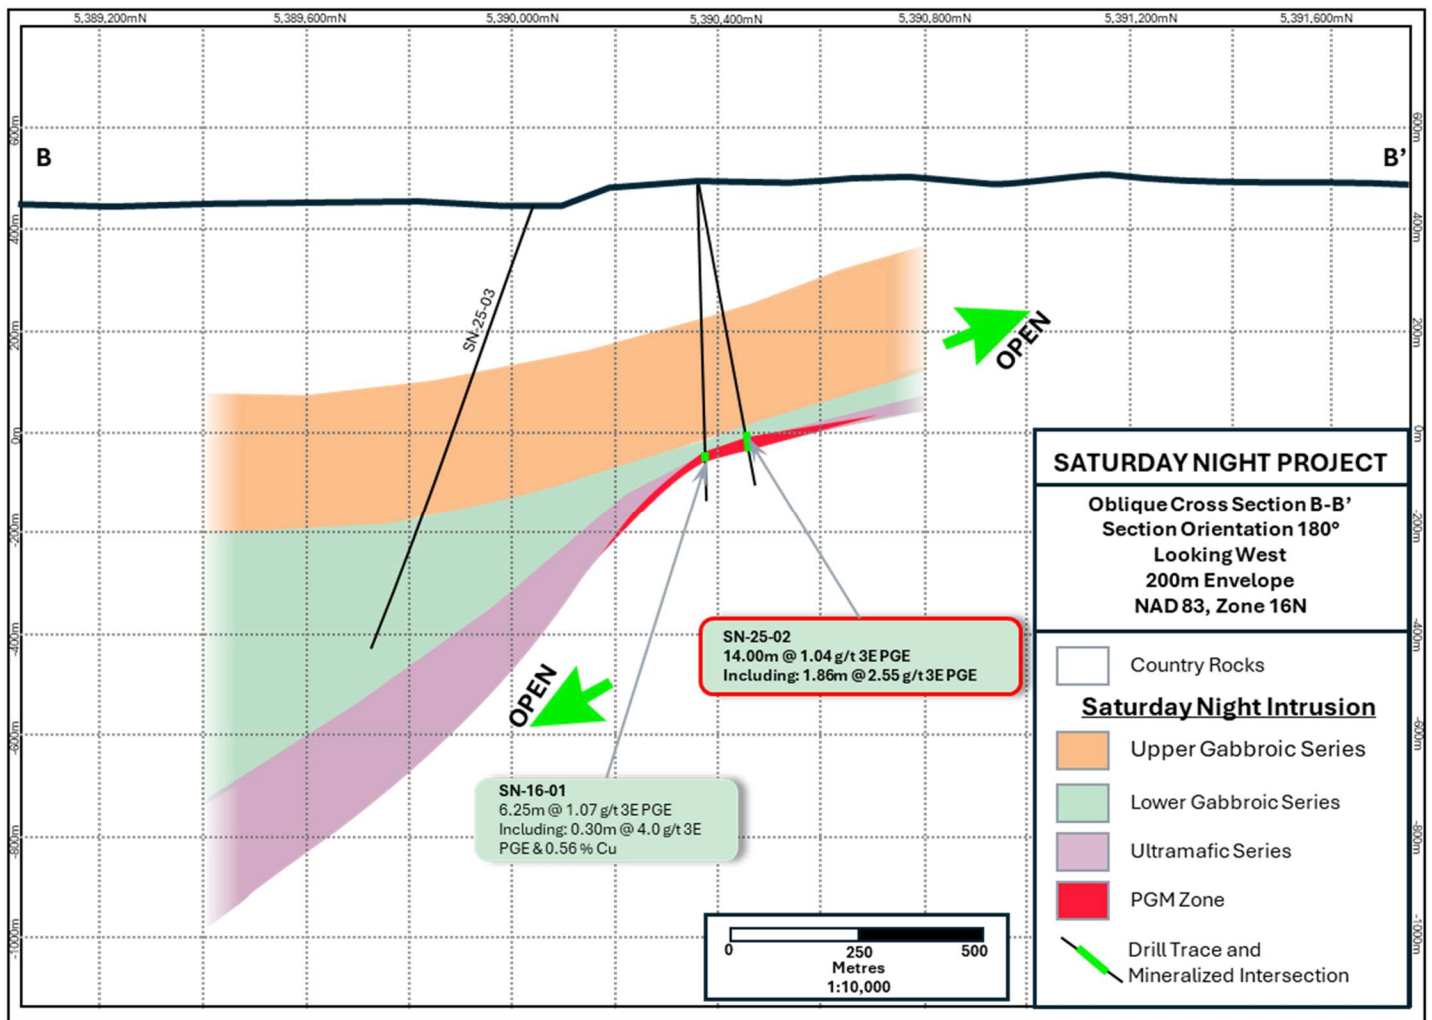 5,389,200mN 5,389,600mN 5,390,000mN 5,390,400mN 5,390,800mN 5,391,200mN 5,391,600mN
600m 600m
B B’
400m 400m
SN-25-03
200m 200m
OPEN
0m 0m
SATURDAY NIGHT PROJECT
Oblique Cross Section B-B’
Section Orientation 180°
Looking West
200m Envelope
NAD 83, Zone 16N
-200m -200m
-400m -400m
SN-25-02
14.00m @ 1.04 g/t 3E PGE
Including: 1.86m @ 2.55 g/t 3E PGE
OPEN
-600m -600m
SN-16-01
6.25m @ 1.07 g/t 3E PGE
Including: 0.30m @ 4.0 g/t 3E
PGE & 0.56 % Cu
-800m -800m
-1000m -1000m
Country Rocks
Saturday Night Intrusion
Upper Gabbroic Series
Lower Gabbroic Series
Ultramafic Series
PGM Zone
Drill Trace and
Mineralized Intersection
0 250 500
Metres
1:10,000